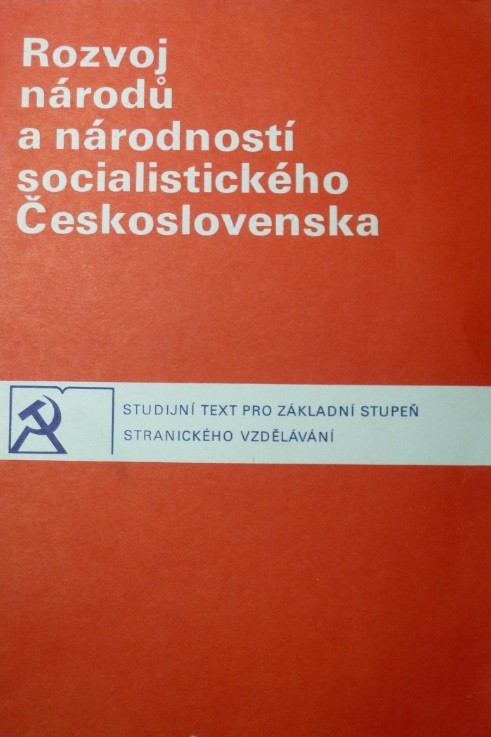 Rozvoj
národů
a národností
socialistického
Československa
STUDIJNÍ TEXT PRO ZÁKLADNÍ STUPEŇ
STRANICKÉHO VZDĚLÁVÁNÍ